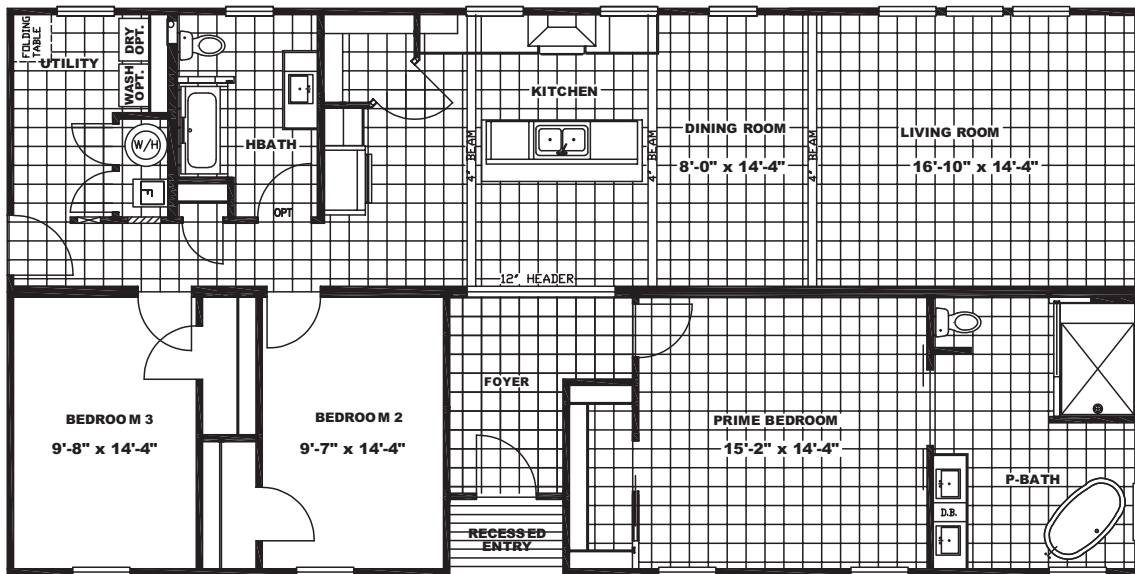 FOLDING
TABLE
UTILITY
DRY
OPT.
WASH
OPT.
W/H
F
HBATH
OPT
KITCHEN
4" BEAM
4" BEAM
4" BEAM
DINING ROOM
8'-0" x 14'-4"
LIVING ROOM
16'-10" x 14'-4"
12" HEADER
BEDROOM 3
9'-8" x 14'-4"
BEDROOM 2
9'-7" x 14'-4"
FOYER
RECESSED
ENTRY
PRIME BEDROOM
15'-2" x 14'-4"
P-BATH
D.B.